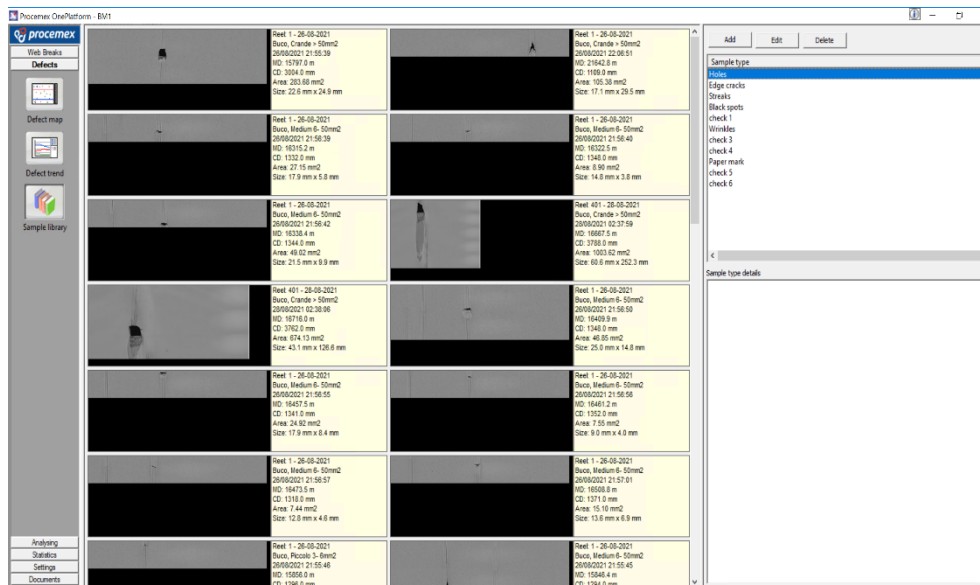 Procemex OnePlatform - BM1
procemex
Web Breaks
Defects
Defect map
Defect trend
Sample library
Analysing
Statistics
Settings
Documents
Reel: 1 - 26-08-2021
Buco, Crande > 50mm2
26/08/2021 21:55:39
MD: 15797.0 m
CD: 3004.0 mm
Area: 283.68 mm2
Size: 22.6 mm x 24.9 mm
Reel: 1 - 26-08-2021
Buco, Crande > 50mm2
26/08/2021 22:06:51
MD: 21642.8 m
CD: 1109.0 mm
Area: 105.38 mm2
Size: 17.1 mm x 29.5 mm
Reel: 1 - 26-08-2021
Buco, Medium 6- 50mm2
26/08/2021 21:56:39
MD: 16315.2 m
CD: 1332.0 mm
Area: 27.15 mm2
Size: 17.9 mm x 5.8 mm
Reel: 1 - 26-08-2021
Buco, Medium 6- 50mm2
26/08/2021 21:56:40
MD: 16322.5 m
CD: 1348.0 mm
Area: 8.90 mm2
Size: 14.8 mm x 3.8 mm
Reel: 1 - 26-08-2021
Buco, Medium 6- 50mm2
26/08/2021 21:56:42
MD: 16338.4 m
CD: 1344.0 mm
Area: 49.02 mm2
Size: 21.5 mm x 9.9 mm
Reel: 401 - 28-08-2021
Buco, Crande > 50mm2
28/08/2021 02:37:59
MD: 16667.5 m
CD: 3788.0 mm
Area: 1003.62 mm2
Size: 60.6 mm x 252.3 mm
Reel: 401 - 28-08-2021
Buco, Crande > 50mm2
28/08/2021 02:38:06
MD: 16716.0 m
CD: 3762.0 mm
Area: 674.13 mm2
Size: 43.1 mm x 126.6 mm
Reel: 1 - 26-08-2021
Buco, Medium 6- 50mm2
26/08/2021 21:56:50
MD: 16409.9 m
CD: 1348.0 mm
Area: 46.85 mm2
Size: 25.0 mm x 14.8 mm
Reel: 1 - 26-08-2021
Buco, Medium 6- 50mm2
26/08/2021 21:56:55
MD: 16457.5 m
CD: 1341.0 mm
Area: 24.92 mm2
Size: 17.9 mm x 8.4 mm
Reel: 1 - 26-08-2021
Buco, Medium 6- 50mm2
26/08/2021 21:56:56
MD: 16461.2 m
CD: 1352.0 mm
Area: 7.55 mm2
Size: 9.0 mm x 4.0 mm
Reel: 1 - 26-08-2021
Buco, Medium 6- 50mm2
26/08/2021 21:56:57
MD: 16473.5 m
CD: 1318.0 mm
Area: 7.44 mm2
Size: 12.8 mm x 4.6 mm
Reel: 1 - 26-08-2021
Buco, Medium 6- 50mm2
26/08/2021 21:57:01
MD: 16508.8 m
CD: 1371.0 mm
Area: 15.10 mm2
Size: 13.6 mm x 6.9 mm
Reel: 1 - 26-08-2021
Buco, Piccolo 3- 6mm2
26/08/2021 21:55:46
MD: 15856.0 m
CD: 1296.0 mm
Reel: 1 - 26-08-2021
Buco, Medium 6- 50mm2
26/08/2021 21:55:45
MD: 15846.4 m
CD: 1294.0 mm
Add
Edit
Delete
Sample type
Holes
Edge cracks
Streaks
Black spots
check 1
Wrinkles
check 3
check 4
Paper mark
check 5
check 6
Sample type details